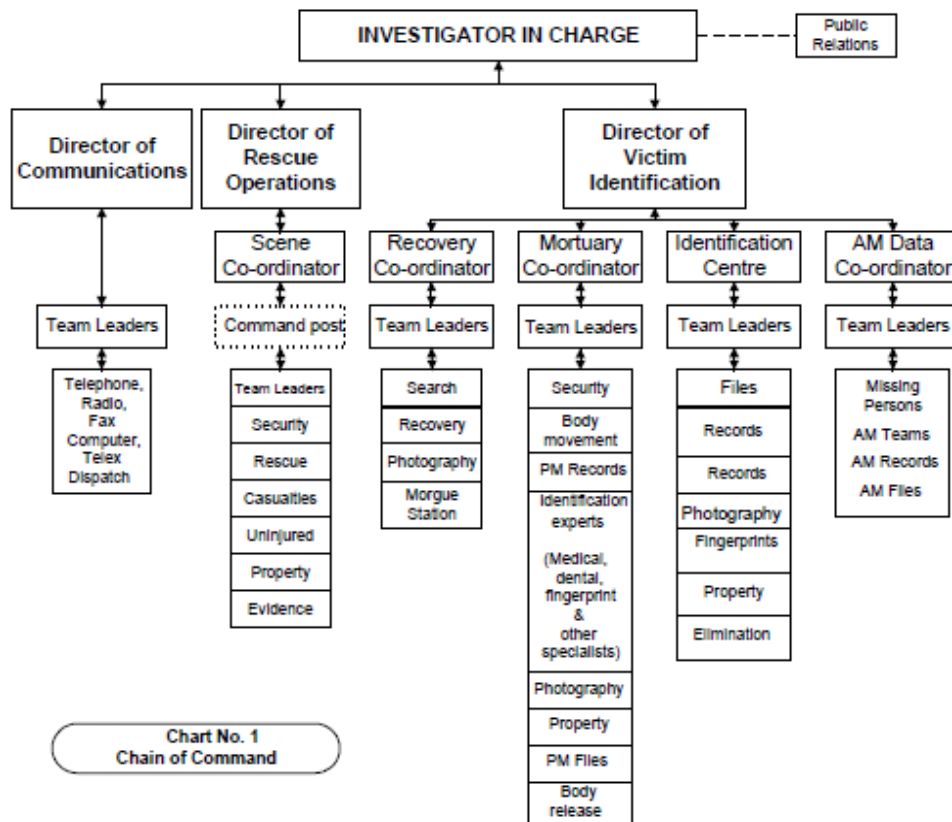 INVESTIGATOR IN CHARGE
Public
Relations
Director of
Communications
Director of
Rescue
Operations
Director of
Victim
Identification
Scene
Co-ordinator
Recovery
Co-ordinator
Mortuary
Co-ordinator
Identification
Centre
AM Data
Co-ordinator
Team Leaders
Command post
Team Leaders
Team Leaders
Team Leaders
Team Leaders
Telephone,
Radio,
Fax
Computer,
Telex
Dispatch
Team Leaders
Security
Rescue
Casualties
Uninjured
Property
Evidence
Search
Recovery
Photography
Morgue
Station
Security
Body
movement
PM Records
Identification
experts
(Medical,
dental,
fingerprint
&
other
specialists)
Photography
Property
PM Files
Body
release
Files
Records
Records
Photography
Fingerprints
Property
Elimination
Missing
Persons
AM Teams
AM Records
AM Files
Chart No. 1
Chain of Command